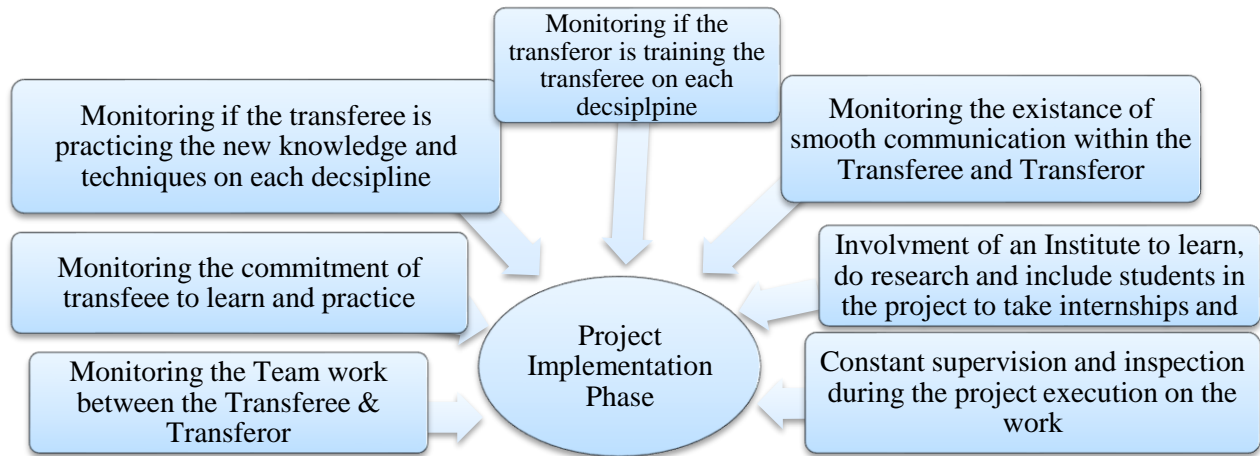 Monitoring if the
transferor is training the
transferee on each
decsiplpine
Monitoring if the transferee is
practicing the new knowledge and
techniques on each decsipline
Monitoring the existance of
smooth communication within the
Transferee and Transferor
Monitoring the commitment of
transfeee to learn and practice
Involvment of an Institute to learn,
do research and include students in
the project to take internships and
Project
Implementation
Phase
Monitoring the Team work
between the Transferee &
Transferor
Constant supervision and inspection
during the project execution on the
work